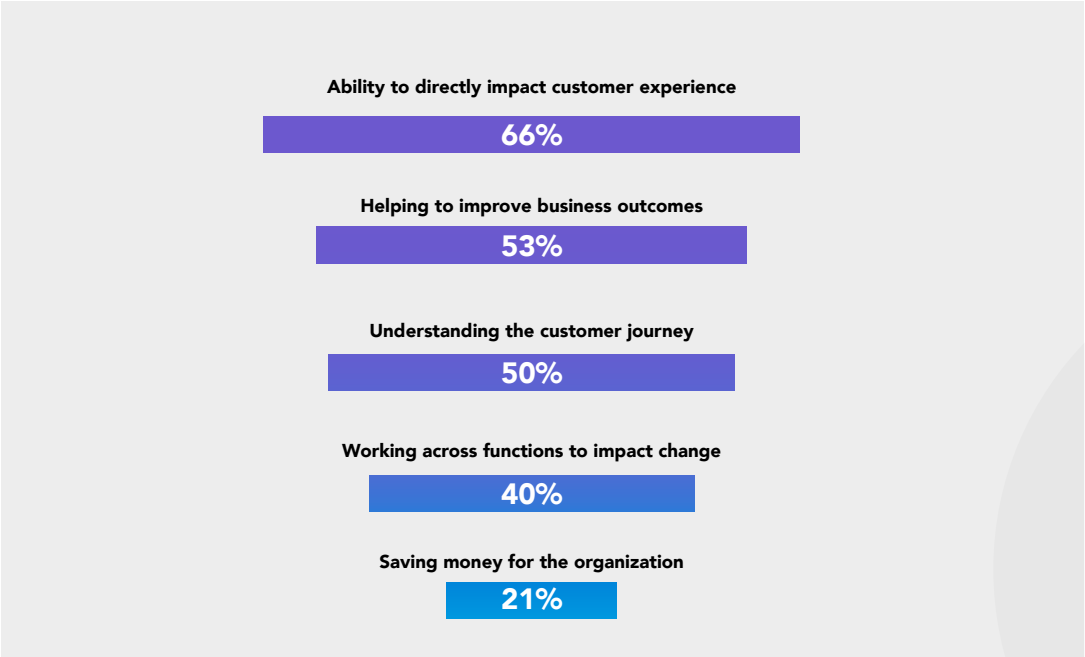 Ability to directly impact customer experience
66%
Helping to improve business outcomes
53%
Understanding the customer journey
50%
Working across functions to impact change
40%
Saving money for the organization
21%